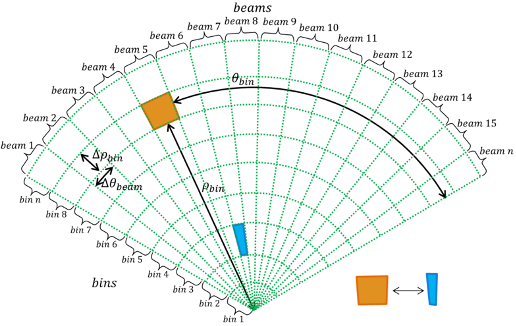 beams
beam 1
beam 2
beam 3
beam 4
beam 5
beam 6
beam 7
beam 8
beam 9
beam 10
beam 11
beam 12
beam 13
beam 14
beam 15
beam n
θbin
Δρbin
Δθbeam
ρbin
bin n
bin 8
bin 7
bin 6
bin 5
bin 4
bin 3
bin 2
bin 1
bins